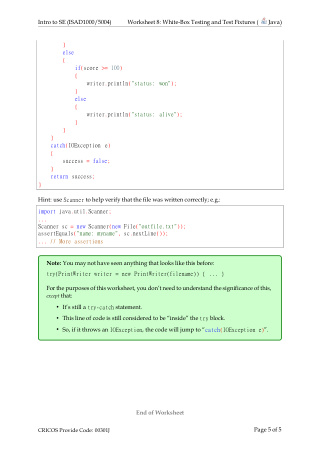 Intro to SE (ISAD1000/5004) Worksheet 8: White-Box Testing and Test Fixtures ( Java)
}
else
{
if(score >= 100)
{
writer.println("status: won");
}
else
{
writer.println("status: alive");
}
}
}
catch(IOException e)
{
success = false;
}
return success;
}
Hint: use Scanner to help verify that the file was written correctly; e.g.:
import java.util.Scanner;
...
Scanner sc = new Scanner(new File("outfile.txt"));
assertEquals("name: myname", sc.nextLine());
... // More assertions
Note: You may not have seen anything that looks like this before:
try(PrintWriter writer = new PrintWriter(filename)) { ... }
For the purposes of this worksheet, you don't need to understand the significance of this,
except that:
• It's still a try-catch statement.
• This line of code is still considered to be "inside" the try block.
• So, if it throws an IOException, the code will jump to "catch(IOException e)".
End of Worksheet
CRICOS Provide Code: 00301J Page 5 of 5